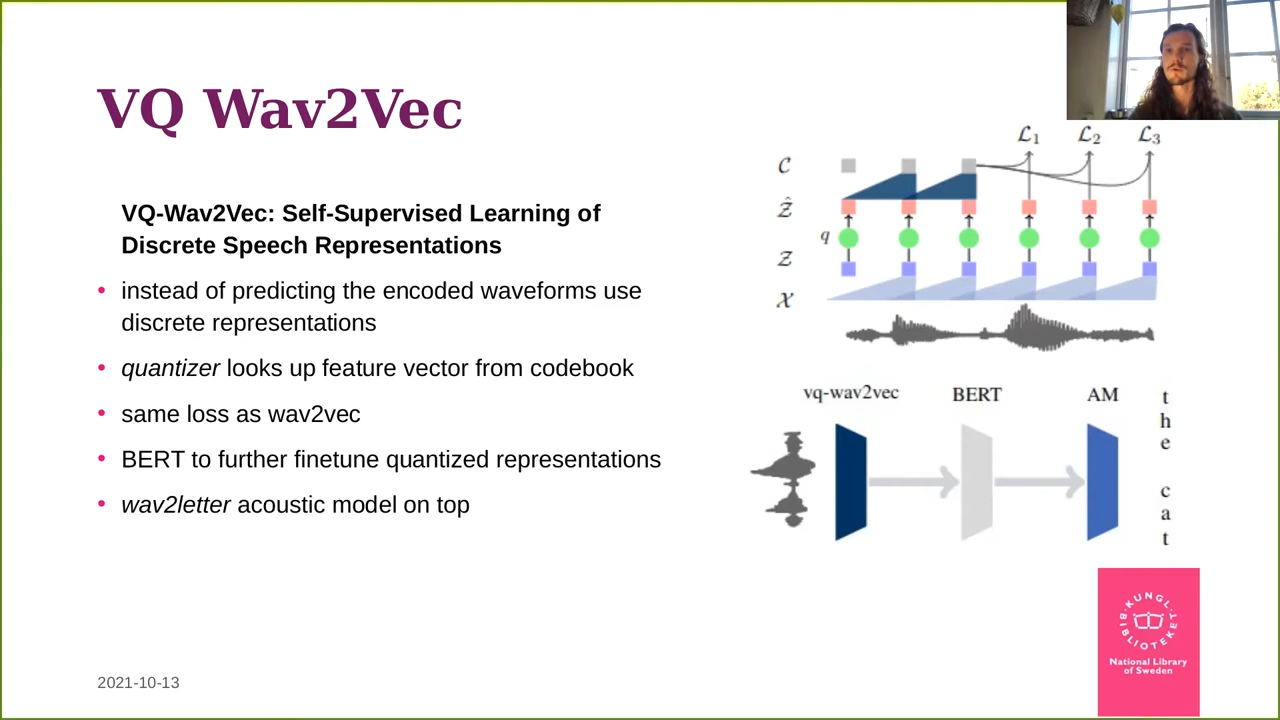 VQ Wav2Vec
VQ-Wav2Vec: Self-Supervised Learning of
Discrete Speech Representations
• instead of predicting the encoded waveforms use
discrete representations
• quantizer looks up feature vector from codebook
• same loss as wav2vec
• BERT to further finetune quantized representations
• wav2letter acoustic model on top
ℒ₁ ℒ₂ ℒ₃
𝒞
𝒵̂
q
𝒵
𝒳
vq-wav2vec BERT AM
t
h
e
c
a
t
KUNGL.
BIBLIOTEKET
National Library
of Sweden
2021-10-13